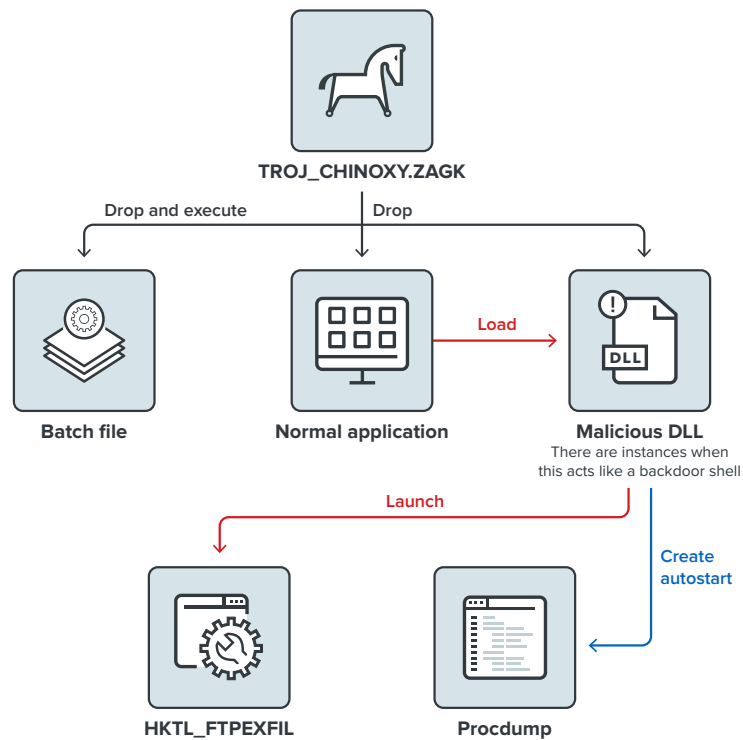 TROJ_CHINOXY.ZAGK
Drop and execute
Drop
Load
!
DLL
Batch file
Normal application
Malicious DLL
There are instances when
this acts like a backdoor shell
Launch
Create
autostart
HKTL_FTPEXFIL
Procdump